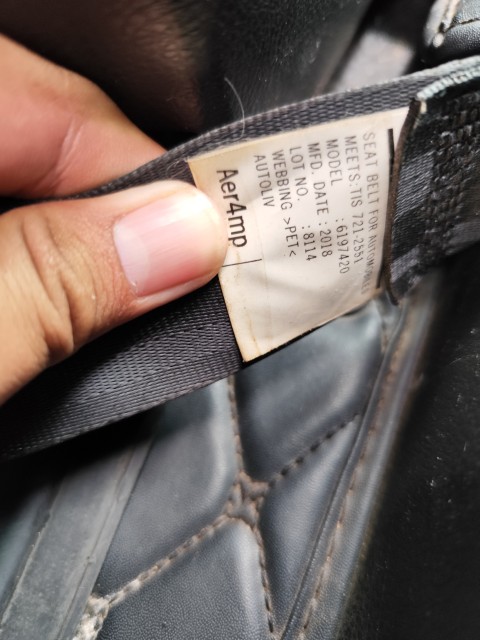 SEAT BELT FOR AUTOMOBILES
MEETS:TIS 721-2551
MODEL :6197420
MFD. DATE :2018
LOT NO. :8114
WEBBING >PET<
AUTOLIV
Aer4mp